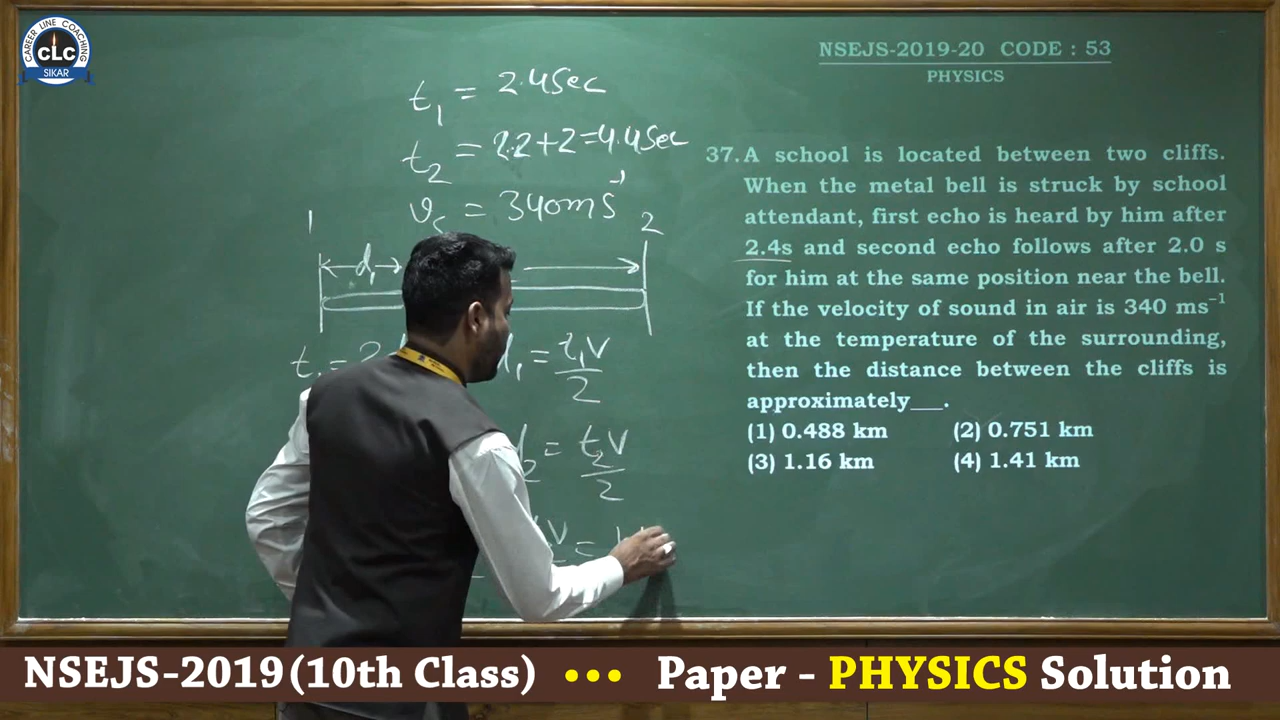 CAREER LINE COACHING
CLC
SIKAR
NSEJS-2019-20 CODE : 53
PHYSICS
t₁ = 2.4Sec
t₂ = 2.2+2=4.4Sec
= 340ms⁻¹
1
2
d₁
37. A school is located between two cliffs.
When the metal bell is struck by school
attendant, first echo is heard by him after
2.4s and second echo follows after 2.0 s
for him at the same position near the bell.
If the velocity of sound in air is 340 ms⁻¹
at the temperature of the surrounding,
then the distance between the cliffs is
approximately___.
(1) 0.488 km (2) 0.751 km
(3) 1.16 km (4) 1.41 km
= t₁V/2
= t₂V/2
NSEJS-2019(10th Class) ••• Paper - PHYSICS Solution